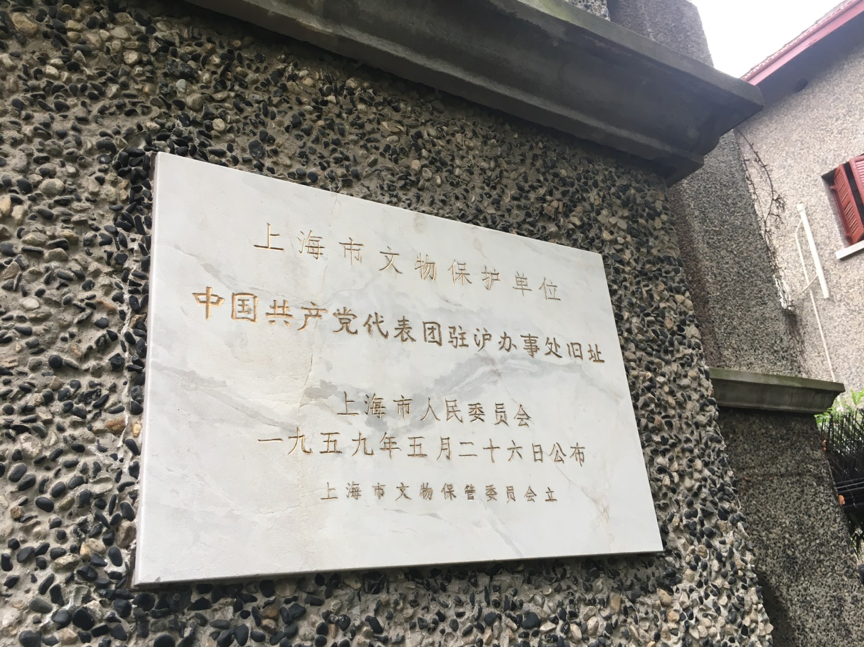 上海市文物保护单位
中国共产党代表团驻沪办事处旧址
上海市人民委员会
一九五九年五月二十六日公布
上海市文物保管委员会立